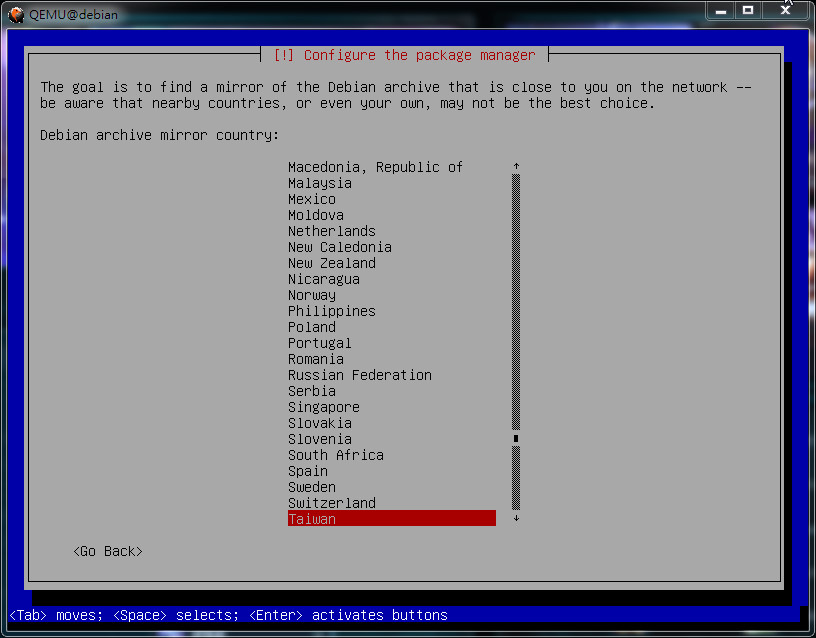 QEMU@debian
[!] Configure the package manager
The goal is to find a mirror of the Debian archive that is close to you on the network --
be aware that nearby countries, or even your own, may not be the best choice.
Debian archive mirror country:
Macedonia, Republic of
Malaysia
Mexico
Moldova
Netherlands
New Caledonia
New Zealand
Nicaragua
Norway
Philippines
Poland
Portugal
Romania
Russian Federation
Serbia
Singapore
Slovakia
Slovenia
South Africa
Spain
Sweden
Switzerland
Taiwan
<Go Back>
<Tab> moves; <Space> selects; <Enter> activates buttons